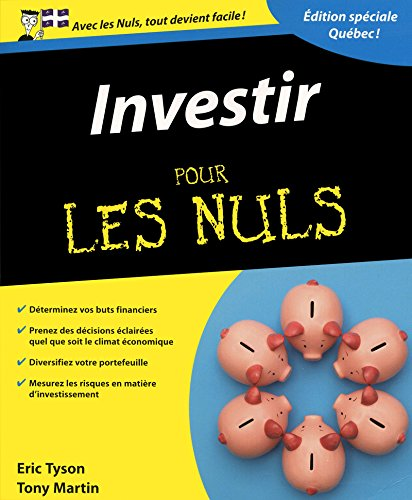 Avec les Nuls, tout devient facile !
Édition spéciale
Québec !
Investir
POUR
LES NULS
✓ Déterminez vos buts financiers
✓ Prenez des décisions éclairées
quel que soit le climat économique
✓ Diversifiez votre portefeuille
✓ Mesurez les risques en matière
d'investissement
Eric Tyson
Tony Martin